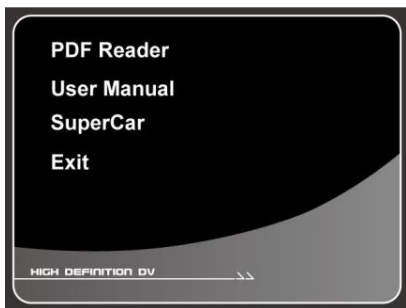 PDF Reader
User Manual
SuperCar
Exit
HIGH DEFINITION DV